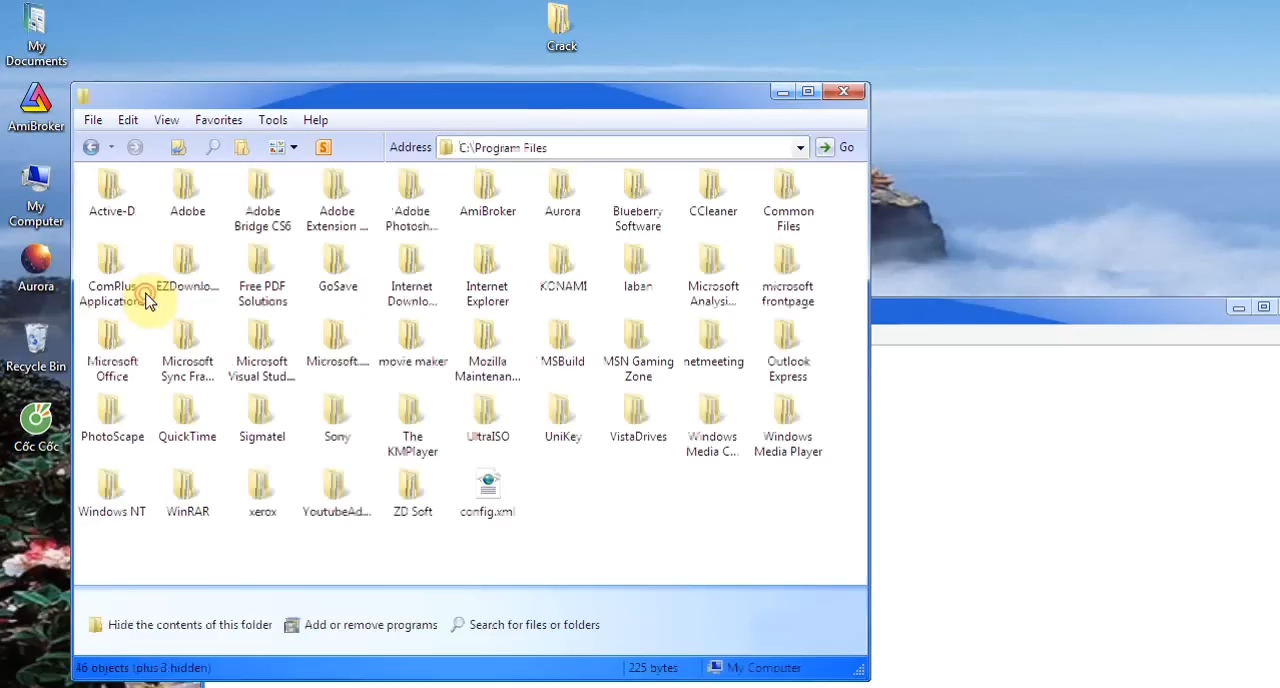 My
Documents
Crack
AmiBroker
My
Computer
Aurora
Recycle Bin
Cốc Cốc
File Edit View Favorites Tools Help
Address C:\Program Files Go
Active-D
Adobe
Adobe
Bridge CS6
Adobe
Extension ...
Adobe
Photosh...
AmiBroker
Aurora
Blueberry
Software
CCleaner
Common
Files
ComPlus
Applications
EZDownlo...
Free PDF
Solutions
GoSave
Internet
Downlo...
Internet
Explorer
KONAMI
laban
Microsoft
Analysi...
microsoft
frontpage
Microsoft
Office
Microsoft
Sync Fra...
Microsoft
Visual Stud...
Microsoft....
movie maker
Mozilla
Maintenan...
MSBuild
MSN Gaming
Zone
netmeeting
Outlook
Express
PhotoScape
QuickTime
Sigmatel
Sony
The
KMPlayer
UltraISO
UniKey
VistaDrives
Windows
Media C...
Windows
Media Player
Windows NT
WinRAR
xerox
YoutubeAd...
ZD Soft
config.xml
Hide the contents of this folder Add or remove programs Search for files or folders
46 objects (plus 3 hidden) 225 bytes My Computer